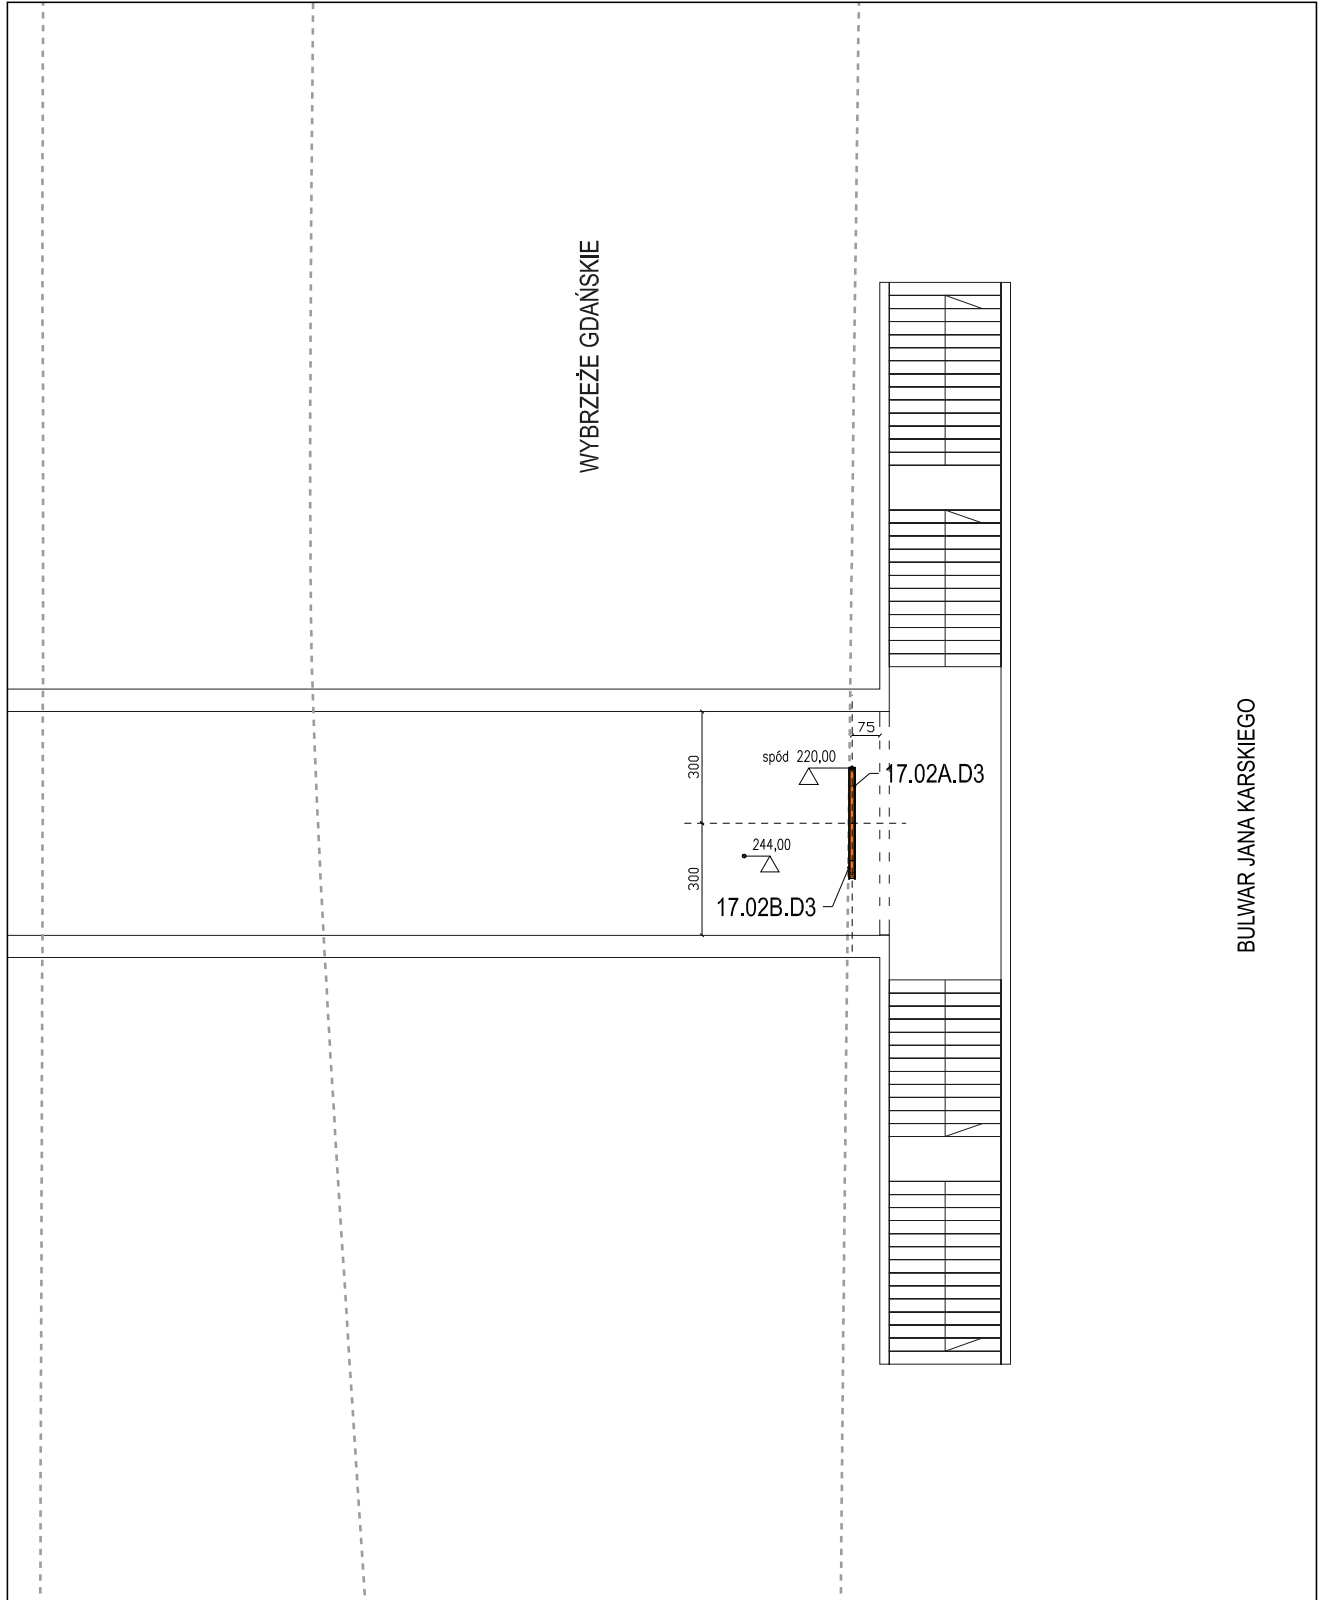 WYBRZEŻE GDAŃSKIE
75
300
spód 220,00
17.02A.D3
244,00
300
17.02B.D3
BULWAR JANA KARSKIEGO